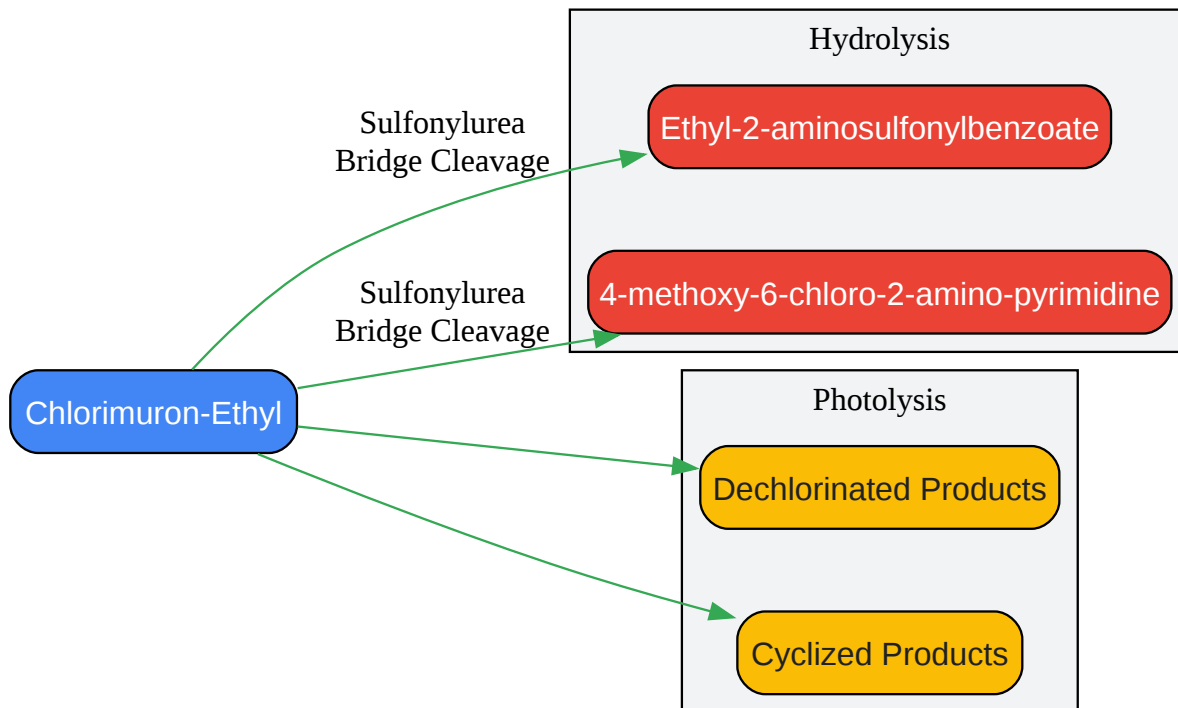 Hydrolysis
Sulfonylurea
Bridge Cleavage
Ethyl-2-aminosulfonylbenzoate
Sulfonylurea
Bridge Cleavage
4-methoxy-6-chloro-2-amino-pyrimidine
Chlorimuron-Ethyl
Photolysis
Dechlorinated Products
Cyclized Products